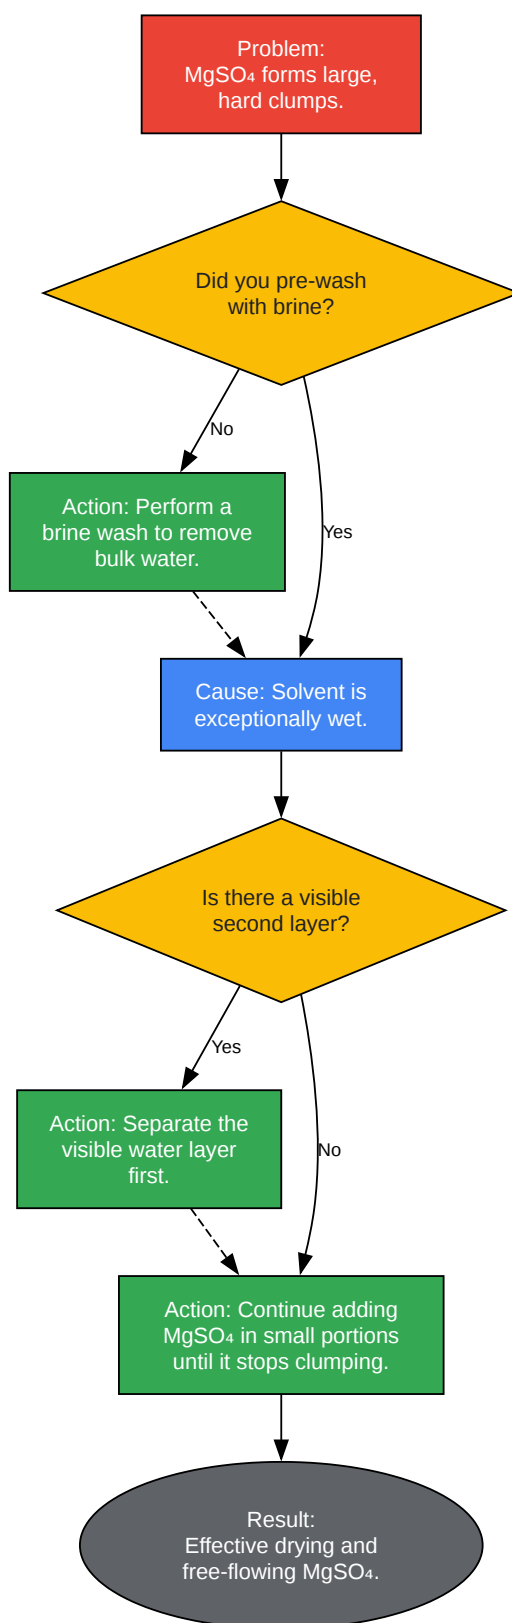 Problem:
MgSO₄ forms large,
hard clumps.
Did you pre-wash
with brine?
No
Action: Perform a
brine wash to remove
bulk water.
Yes
Cause: Solvent is
exceptionally wet.
Is there a visible
second layer?
Yes
Action: Separate the
visible water layer
first.
No
Action: Continue adding
MgSO₄ in small portions
until it stops clumping.
Result:
Effective drying and
free-flowing MgSO₄.